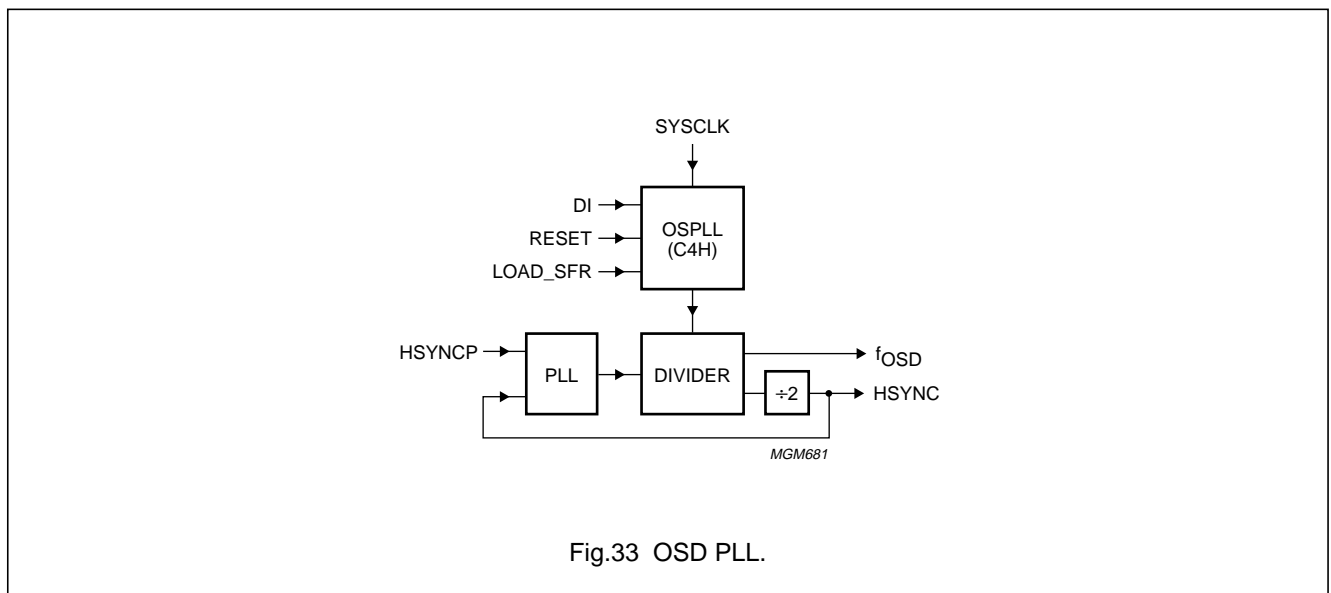 SYSCLK
DI
RESET
LOAD_SFR
OSPLL
(C4H)
HSYNCP
PLL
DIVIDER
÷2
fOSD
HSYNC
MGM681
Fig.33 OSD PLL.